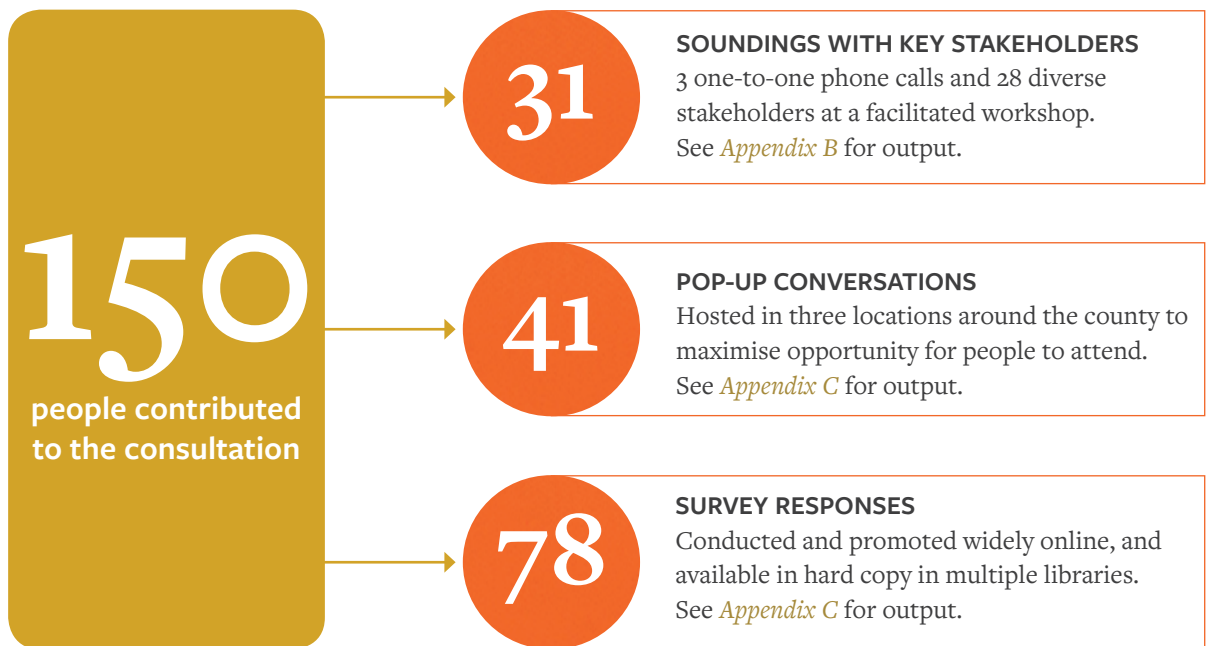 150
people contributed
to the consultation
31
SOUNDINGS WITH KEY STAKEHOLDERS
3 one-to-one phone calls and 28 diverse
stakeholders at a facilitated workshop.
See Appendix B for output.
41
POP-UP CONVERSATIONS
Hosted in three locations around the county to
maximise opportunity for people to attend.
See Appendix C for output.
78
SURVEY RESPONSES
Conducted and promoted widely online, and
available in hard copy in multiple libraries.
See Appendix C for output.